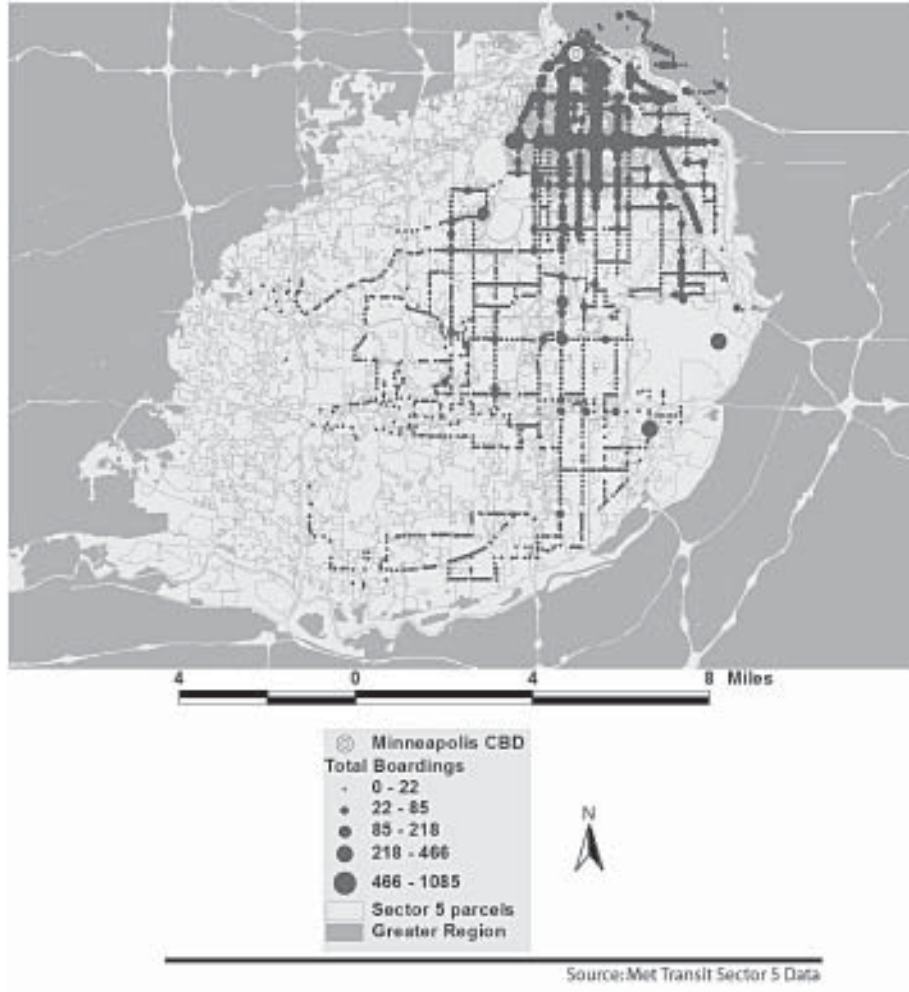 4 0 4 8 Miles
Minneapolis CBD
Total Boardings
0 - 22
22 - 85
85 - 218
218 - 466
466 - 1085
Sector 5 parcels
Greater Region
N
Source: Met Transit Sector 5 Data